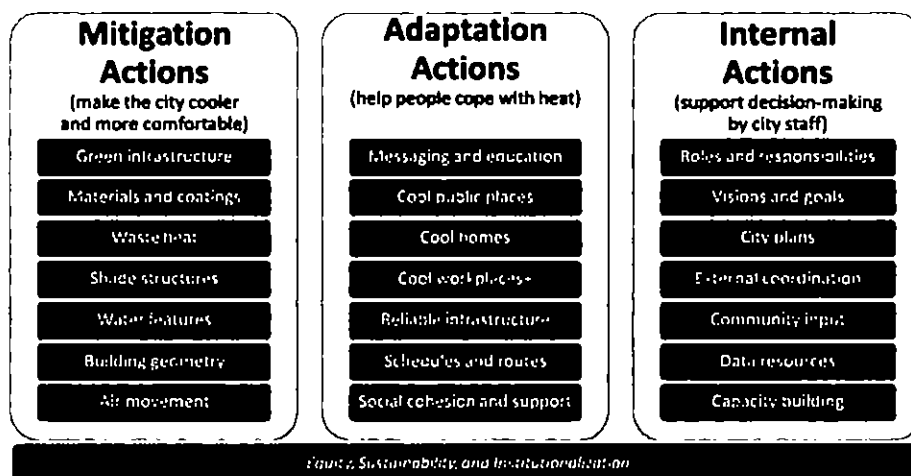 Mitigation
Actions
(make the city cooler
and more comfortable)
Green infrastructure
Materials and coatings
Waste heat
Shade structures
Water features
Building geometry
Air movement
Adaptation
Actions
(help people cope with heat)
Messaging and education
Cool public places
Cool homes
Cool workplaces+
Reliable infrastructure
Schedules and routes
Social cohesion and support
Internal
Actions
(support decision-making
by city staff)
Roles and responsibilities
Visions and goals
City plans
External coordination
Community input
Data resources
Capacity building
Equity, Sustainability, and Institutionalization